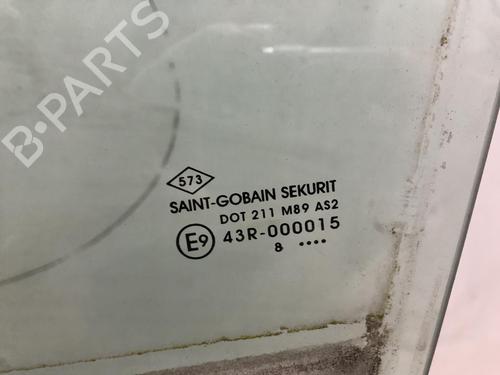 B-PARTS
573
SAINT-GOBAIN SEKURIT
DOT 211 M89 AS2
E9 43R-000015
8 ••••